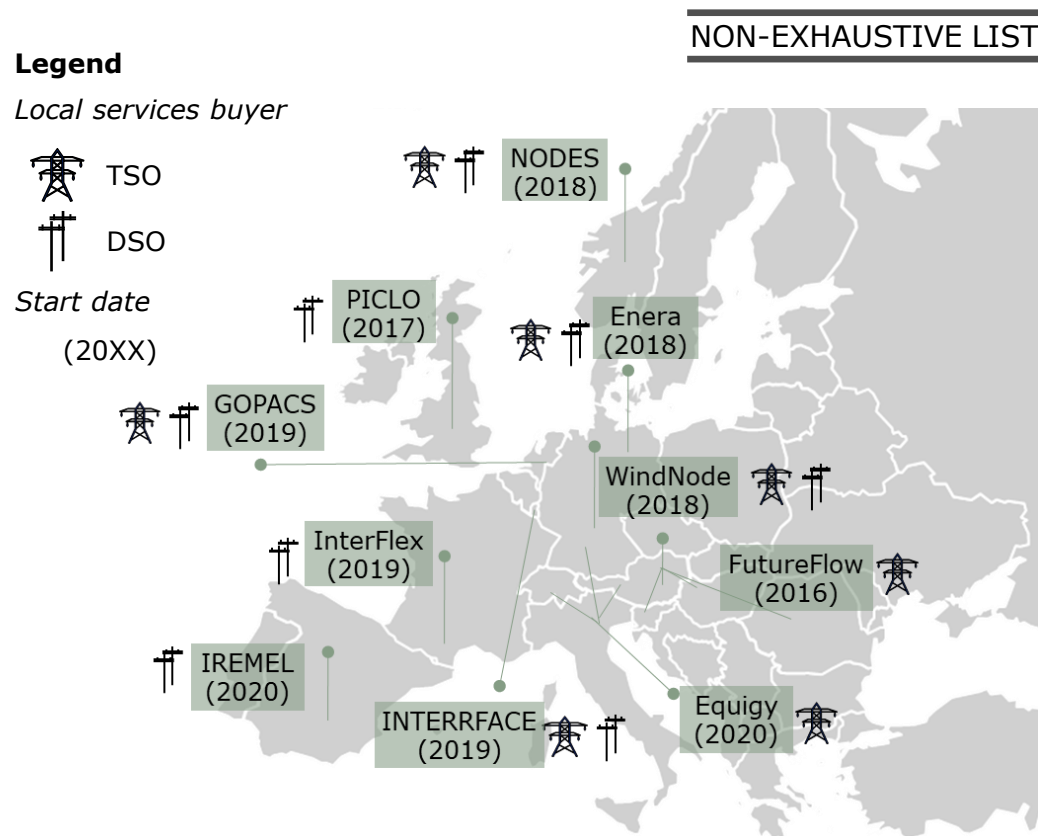 NON-EXHAUSTIVE LIST
Legend
Local services buyer
TSO
DSO
Start date
(20XX)
NODES
(2018)
PICLO
(2017)
Enera
(2018)
GOPACS
(2019)
WindNode
(2018)
InterFlex
(2019)
FutureFlow
(2016)
IREMEL
(2020)
INTERRFACE
(2019)
Equigy
(2020)